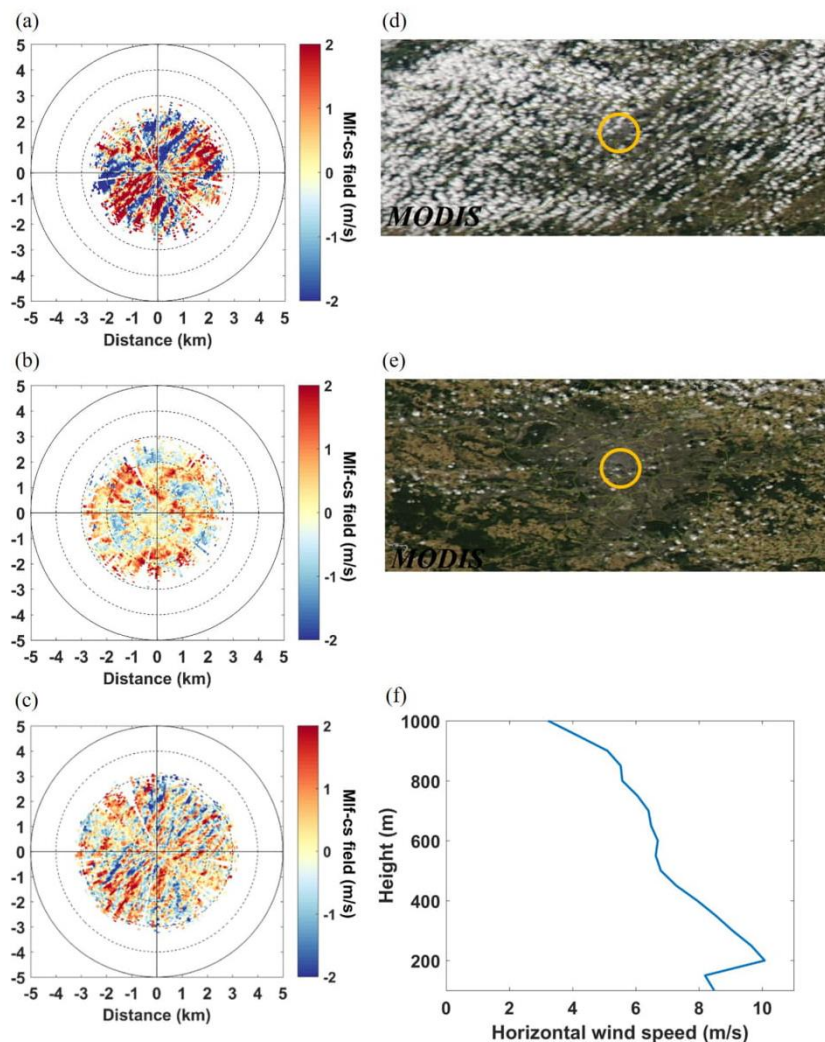 (a)
5
4
3
2
1
0
-1
-2
-3
-4
-5
-5 -4 -3 -2 -1 0 1 2 3 4 5
Distance (km)
2
1
0
-1
-2
Mlf-cs field (m/s)
(d)
MODIS
(b)
5
4
3
2
1
0
-1
-2
-3
-4
-5
-5 -4 -3 -2 -1 0 1 2 3 4 5
Distance (km)
2
1
0
-1
-2
Mlf-cs field (m/s)
(e)
MODIS
(c)
5
4
3
2
1
0
-1
-2
-3
-4
-5
-5 -4 -3 -2 -1 0 1 2 3 4 5
Distance (km)
2
1
0
-1
-2
Mlf-cs field (m/s)
(f)
1000
800
600
400
200
Height (m)
0 2 4 6 8 10
Horizontal wind speed (m/s)